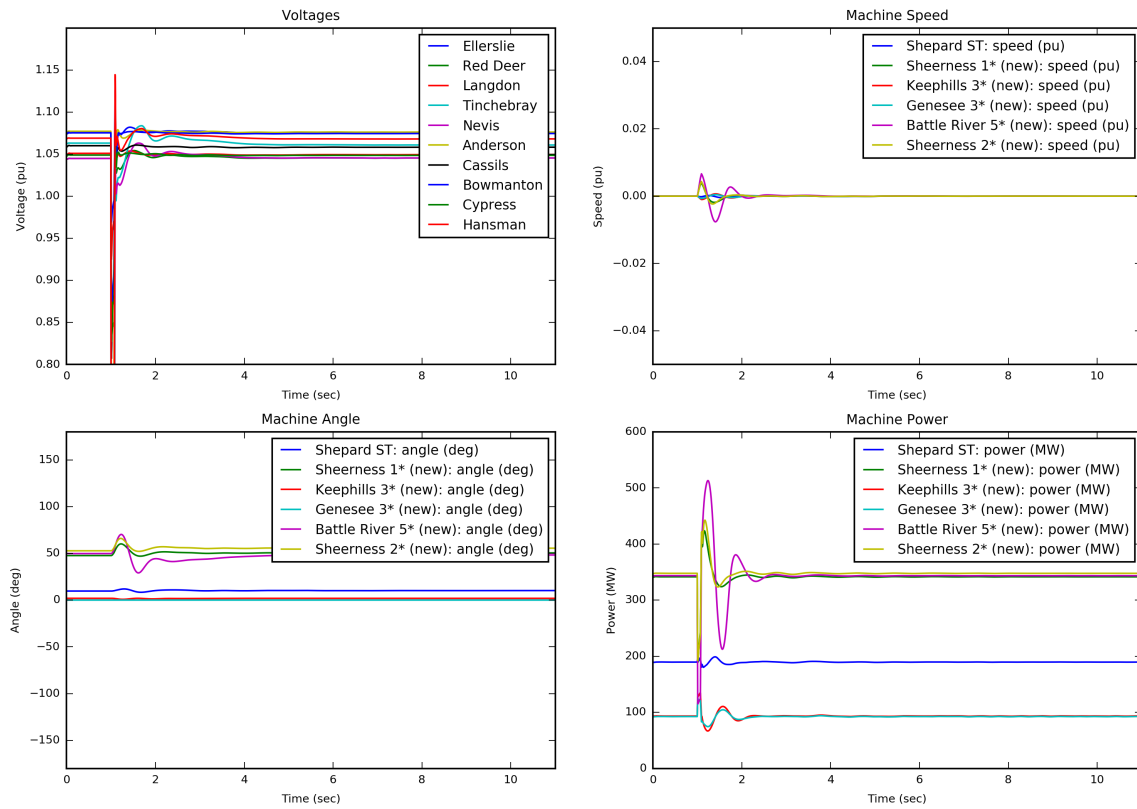 Voltages
Voltage (pu)
1.15
1.10
1.05
1.00
0.95
0.90
0.85
0.80
Ellerslie
Red Deer
Langdon
Tinchebray
Nevis
Anderson
Cassils
Bowmanton
Cypress
Hansman
0 2 4 6 8 10
Time (sec)
Machine Speed
Speed (pu)
0.04
0.02
0.00
−0.02
−0.04
Shepard ST: speed (pu)
Sheerness 1* (new): speed (pu)
Keephills 3* (new): speed (pu)
Genesee 3* (new): speed (pu)
Battle River 5* (new): speed (pu)
Sheerness 2* (new): speed (pu)
0 2 4 6 8 10
Time (sec)
Machine Angle
Angle (deg)
150
100
50
0
−50
−100
−150
Shepard ST: angle (deg)
Sheerness 1* (new): angle (deg)
Keephills 3* (new): angle (deg)
Genesee 3* (new): angle (deg)
Battle River 5* (new): angle (deg)
Sheerness 2* (new): angle (deg)
0 2 4 6 8 10
Time (sec)
Machine Power
Power (MW)
600
500
400
300
200
100
0
Shepard ST: power (MW)
Sheerness 1* (new): power (MW)
Keephills 3* (new): power (MW)
Genesee 3* (new): power (MW)
Battle River 5* (new): power (MW)
Sheerness 2* (new): power (MW)
0 2 4 6 8 10
Time (sec)